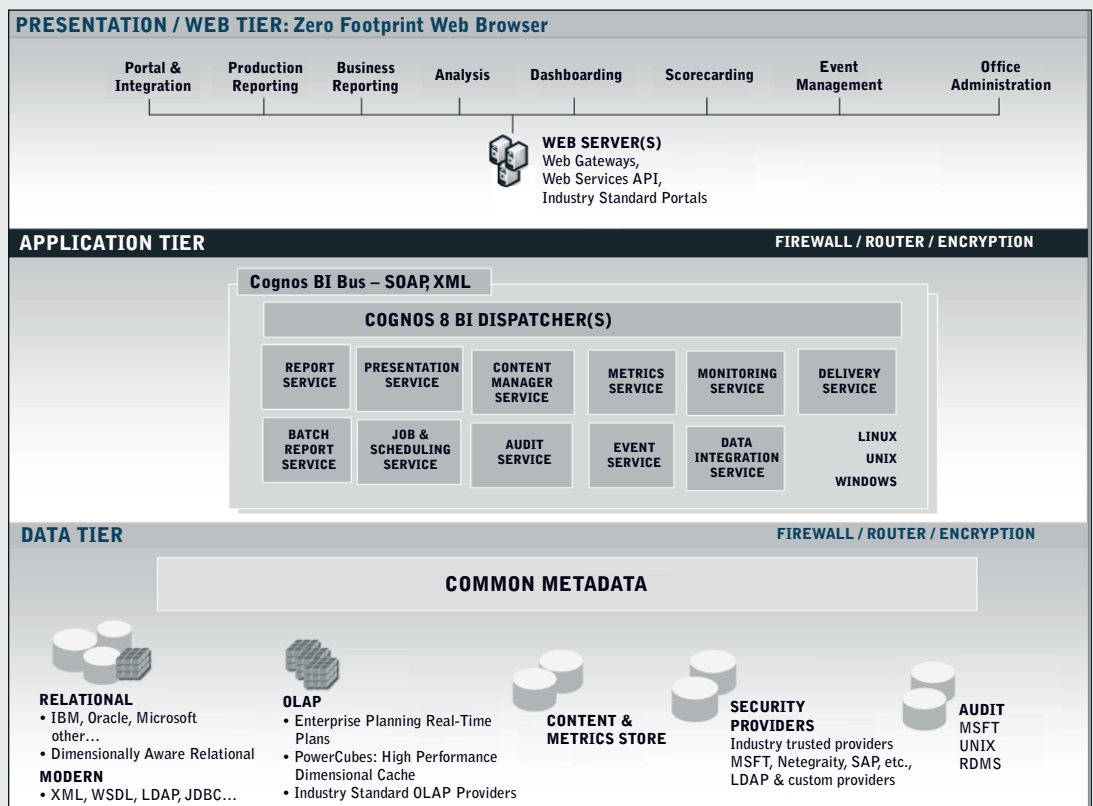 PRESENTATION / WEB TIER: Zero Footprint Web Browser
Portal &
Integration
Production
Reporting
Business
Reporting
Analysis
Dashboarding
Scorecarding
Event
Management
Office
Administration
WEB SERVER(S)
Web Gateways,
Web Services API,
Industry Standard Portals
APPLICATION TIER
FIREWALL / ROUTER / ENCRYPTION
Cognos BI Bus – SOAP, XML
COGNOS 8 BI DISPATCHER(S)
REPORT
SERVICE
PRESENTATION
SERVICE
CONTENT
MANAGER
SERVICE
METRICS
SERVICE
MONITORING
SERVICE
DELIVERY
SERVICE
BATCH
REPORT
SERVICE
JOB &
SCHEDULING
SERVICE
AUDIT
SERVICE
EVENT
SERVICE
DATA
INTEGRATION
SERVICE
LINUX
UNIX
WINDOWS
DATA TIER
FIREWALL / ROUTER / ENCRYPTION
COMMON METADATA
RELATIONAL
• IBM, Oracle, Microsoft
other...
• Dimensionally Aware Relational
MODERN
• XML, WSDL, LDAP, JDBC...
OLAP
• Enterprise Planning Real-Time
Plans
• PowerCubes: High Performance
Dimensional Cache
• Industry Standard OLAP Providers
CONTENT &
METRICS STORE
SECURITY
PROVIDERS
Industry trusted providers
MSFT, Netegraity, SAP, etc.,
LDAP & custom providers
AUDIT
MSFT
UNIX
RDMS